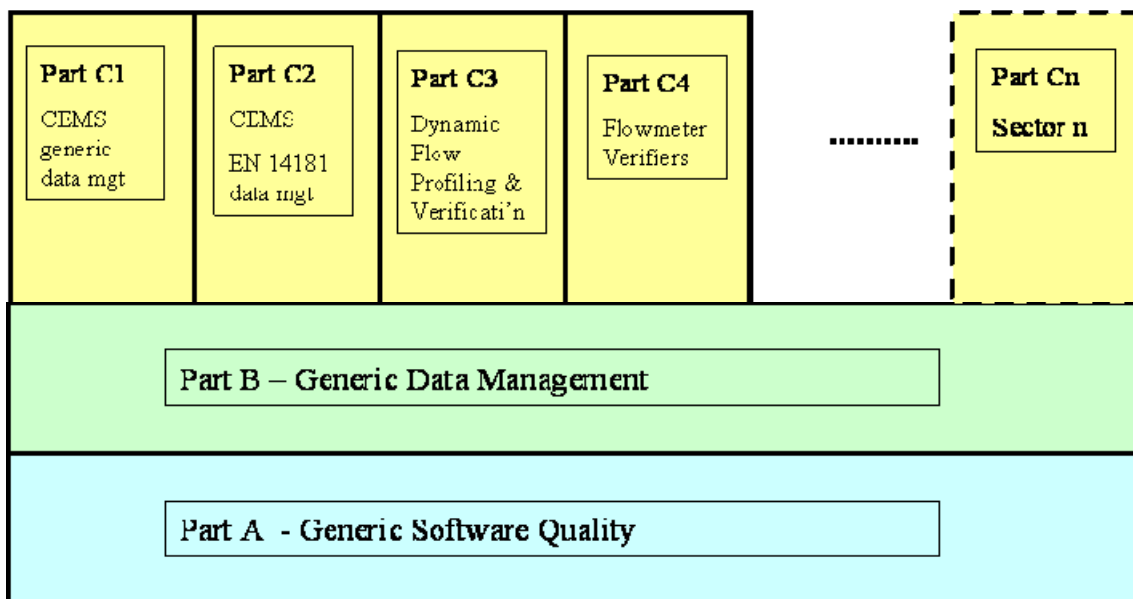 Part C1
CEMS
generic
data mgt
Part C2
CEMS
EN 14181
data mgt
Part C3
Dynamic
Flow
Profiling &
Verificati'n
Part C4
Flowmeter
Verifiers
..........
Part Cn
Sector n
Part B – Generic Data Management
Part A - Generic Software Quality